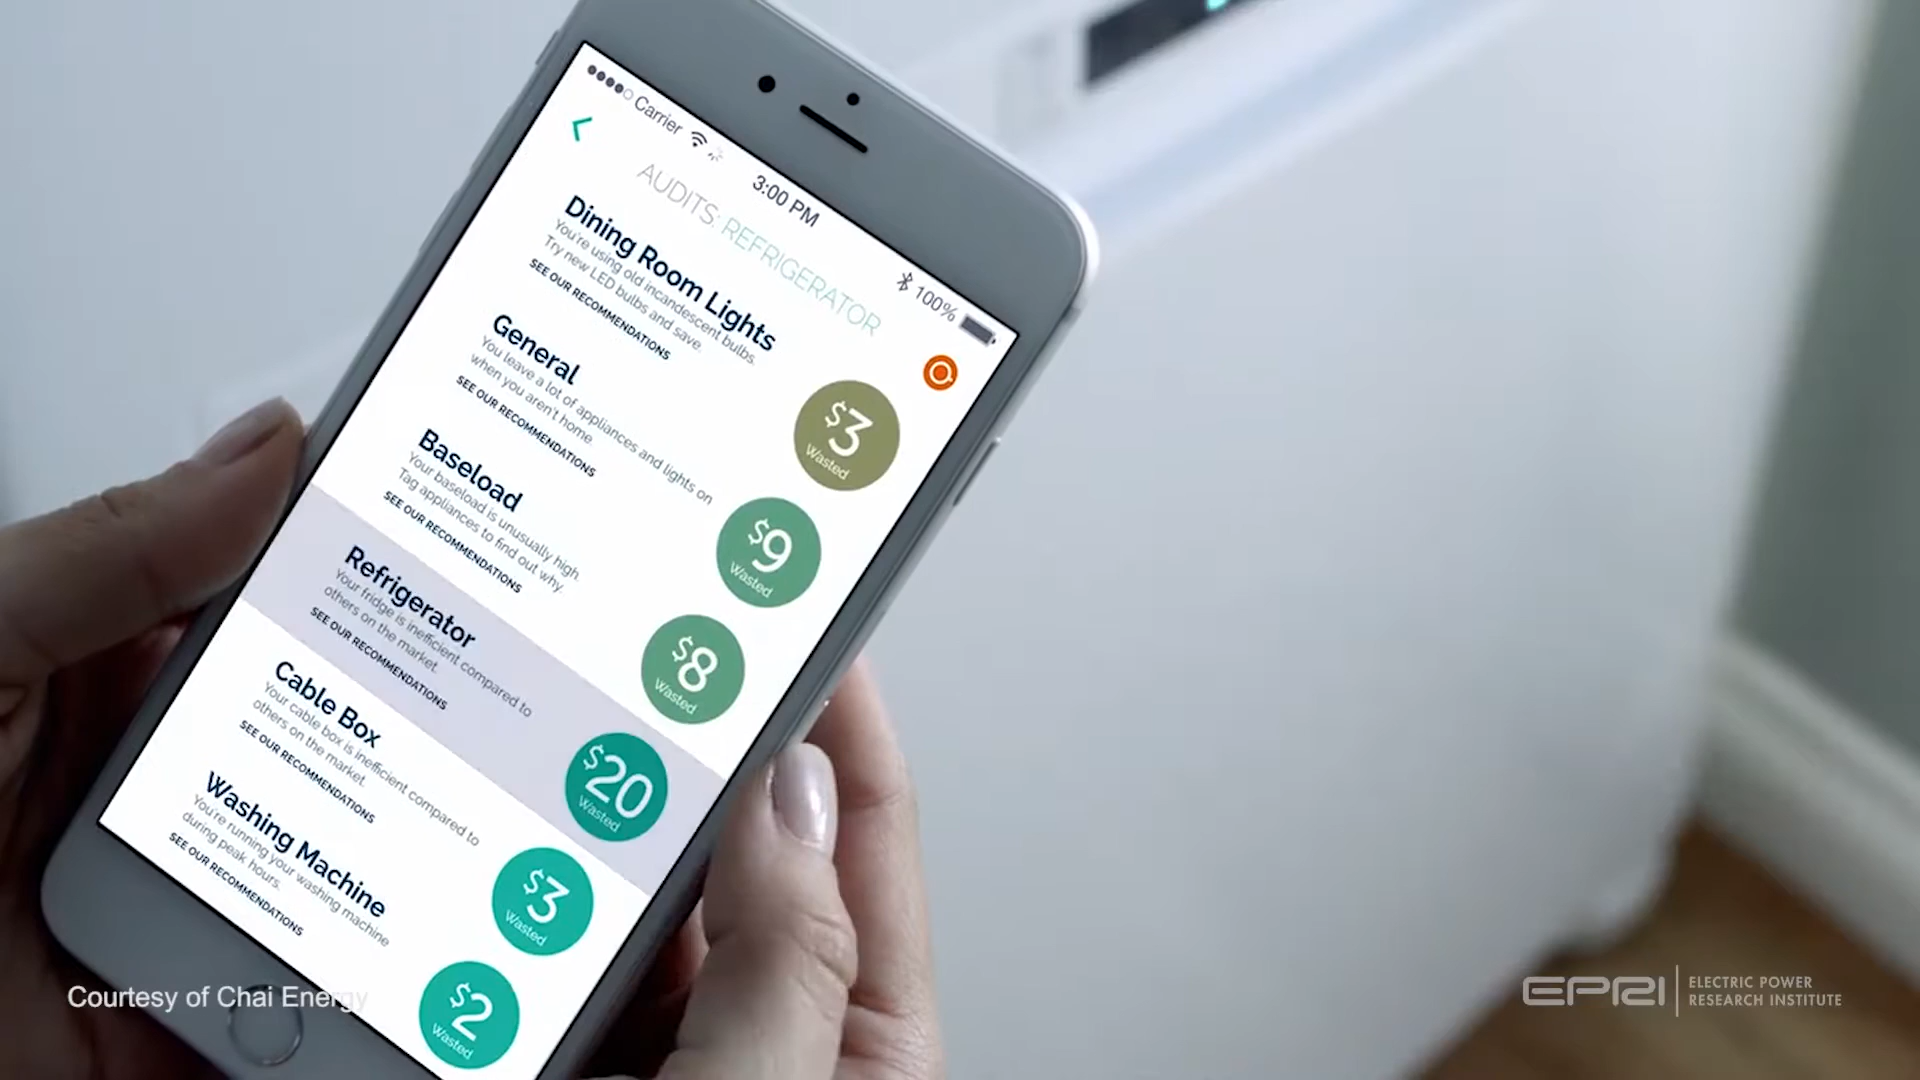 Carrier
3:00 PM
100%
AUDITS: REFRIGERATOR
Dining Room Lights
You're using old incandescent bulbs.
Try new LED bulbs and save.
SEE OUR RECOMMENDATIONS
$3
Wasted
General
You leave a lot of appliances and lights on
when you aren't home.
SEE OUR RECOMMENDATIONS
$9
Wasted
Baseload
Your baseload is unusually high.
Tag appliances to find out why.
SEE OUR RECOMMENDATIONS
$8
Wasted
Refrigerator
Your fridge is inefficient compared to
others on the market.
SEE OUR RECOMMENDATIONS
$20
Wasted
Cable Box
Your cable box is inefficient compared to
others on the market.
SEE OUR RECOMMENDATIONS
$3
Wasted
Washing Machine
You're running your washing machine
during peak hours.
SEE OUR RECOMMENDATIONS
$2
Wasted
Courtesy of Chai Energy
EPRI
ELECTRIC POWER
RESEARCH INSTITUTE